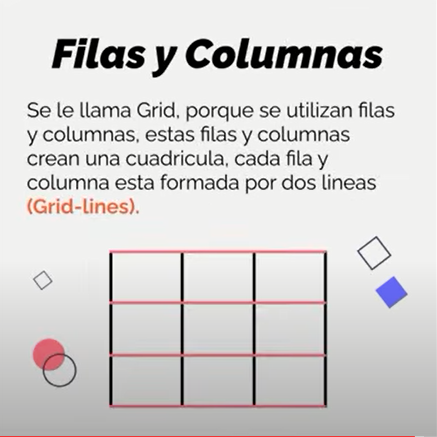 Filas y Columnas
Se le llama Grid, porque se utilizan filas
y columnas, estas filas y columnas
crean una cuadricula, cada fila y
columna esta formada por dos lineas
(Grid-lines).